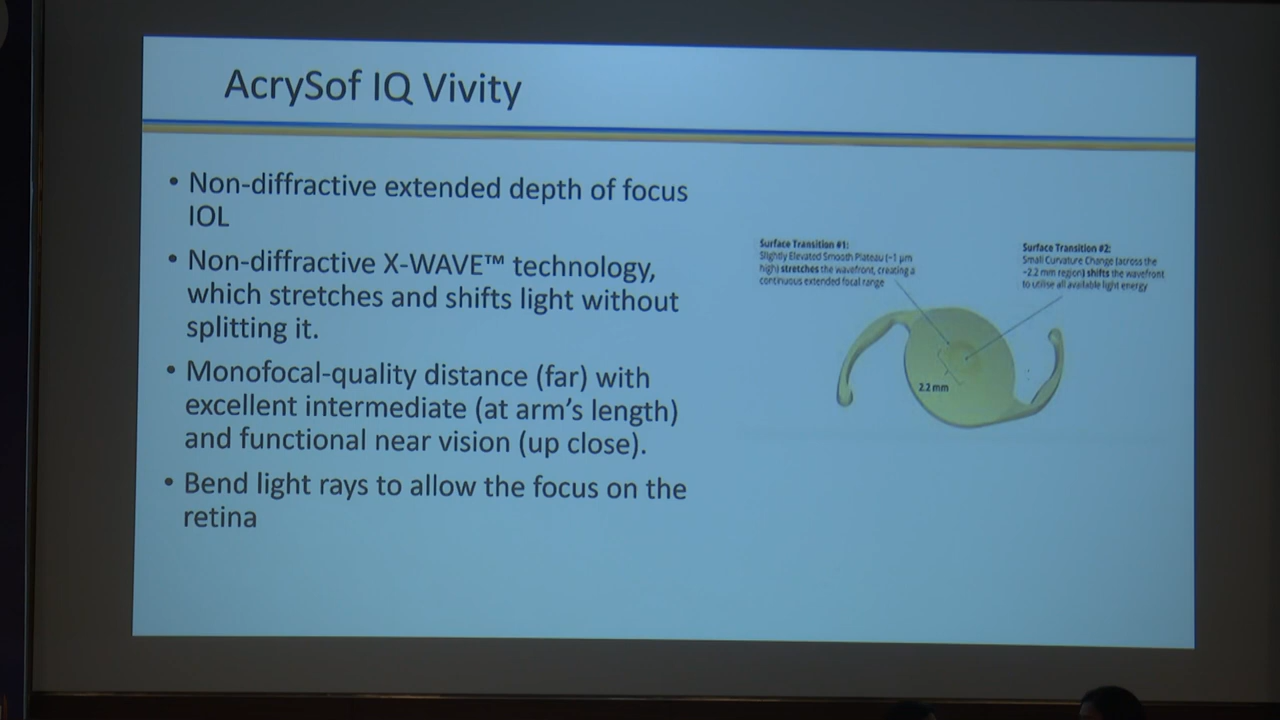 AcrySof IQ Vivity
• Non-diffractive extended depth of focus
IOL
• Non-diffractive X-WAVE™ technology,
which stretches and shifts light without
splitting it.
• Monofocal-quality distance (far) with
excellent intermediate (at arm's length)
and functional near vision (up close).
• Bend light rays to allow the focus on the
retina
Surface Transition #1:
Slightly Elevated Smooth Plateau (~1 µm
high) stretches the wavefront, creating a
continuous extended focal range
Surface Transition #2:
Small Curvature Change (across the
~2.2 mm region) shifts the wavefront
to utilise all available light energy
2.2 mm